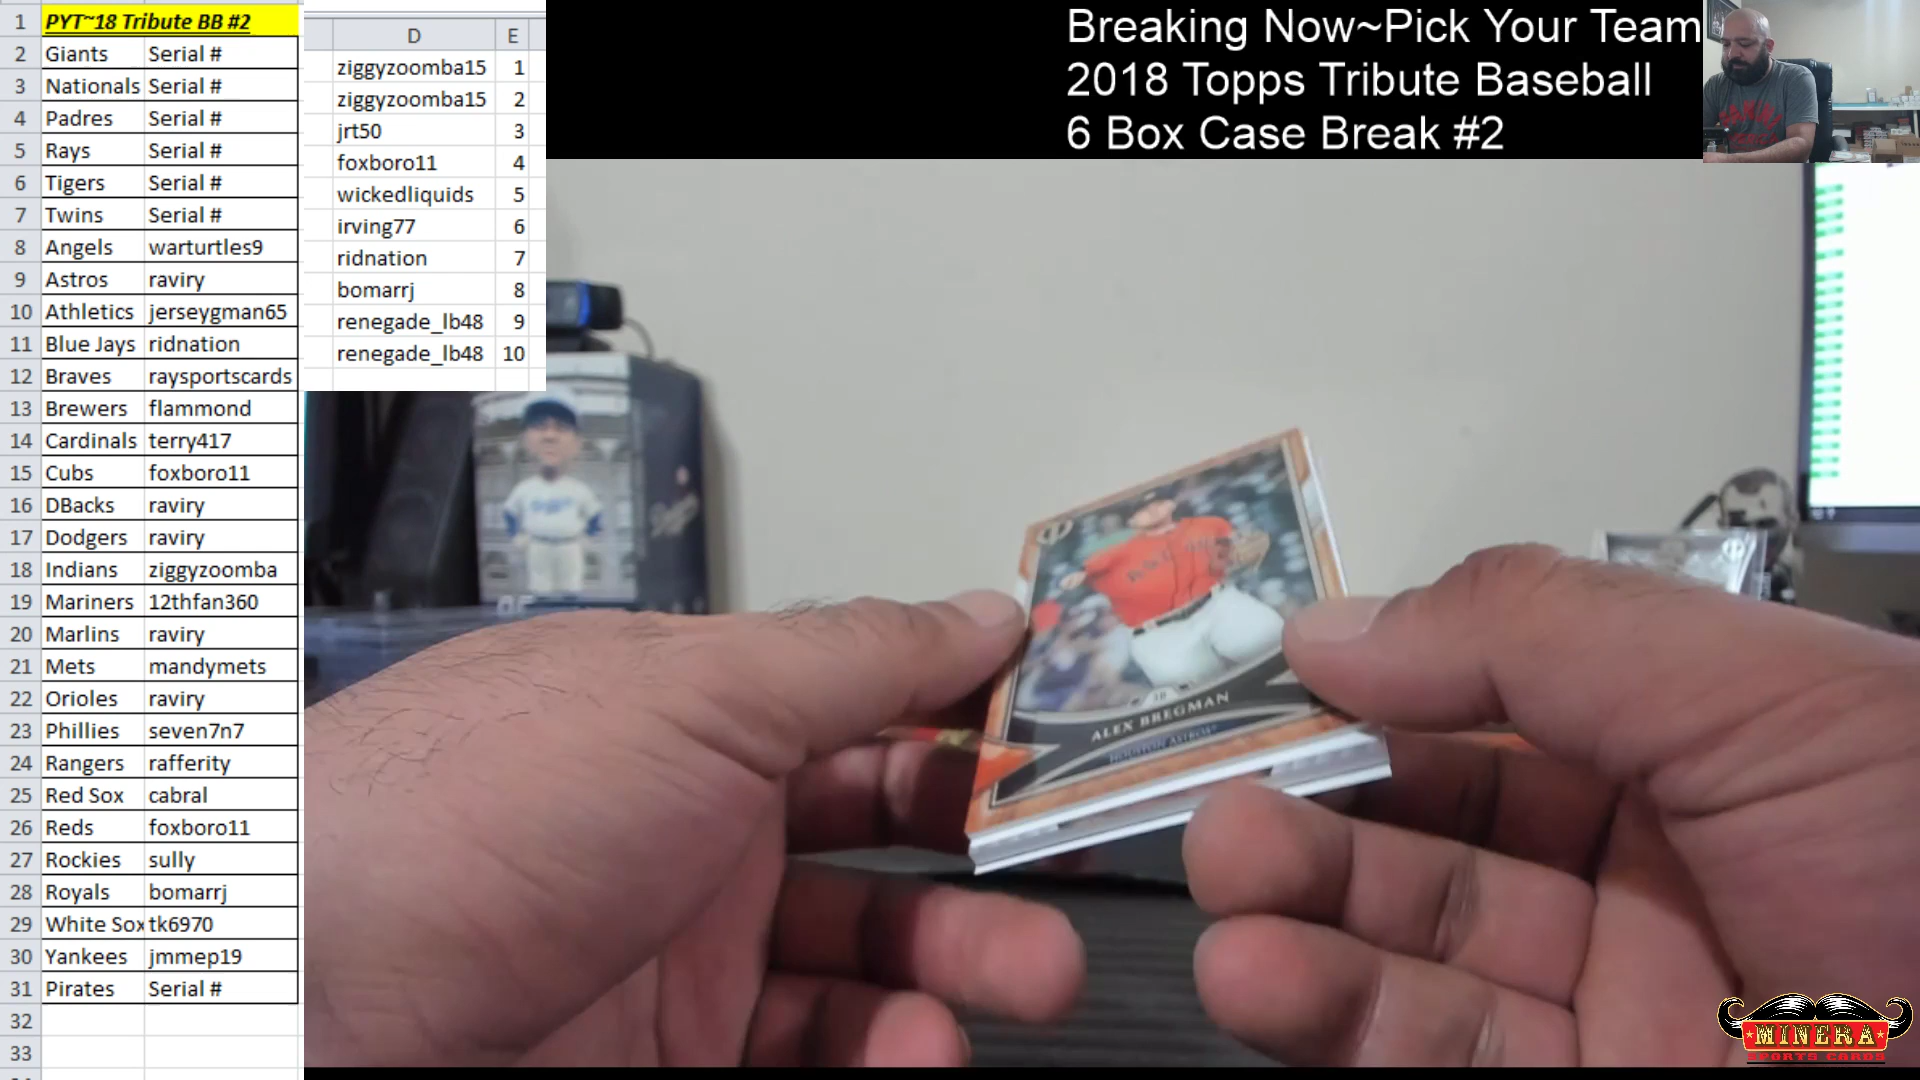 1 PYT~18 Tribute BB #2
2 Giants Serial #
3 Nationals Serial #
4 Padres Serial #
5 Rays Serial #
6 Tigers Serial #
7 Twins Serial #
8 Angels warturtles9
9 Astros raviry
10 Athletics jerseygman65
11 Blue Jays ridnation
12 Braves raysportscards
13 Brewers flammond
14 Cardinals terry417
15 Cubs foxboro11
16 DBacks raviry
17 Dodgers raviry
18 Indians ziggyzoomba
19 Mariners 12thfan360
20 Marlins raviry
21 Mets mandymets
22 Orioles raviry
23 Phillies seven7n7
24 Rangers rafferity
25 Red Sox cabral
26 Reds foxboro11
27 Rockies sully
28 Royals bomarrj
29 White Sox tk6970
30 Yankees jmmep19
31 Pirates Serial #
32
33
D E
ziggyzoomba15 1
ziggyzoomba15 2
jrt50 3
foxboro11 4
wickedliquids 5
irving77 6
ridnation 7
bomarrj 8
renegade_lb48 9
renegade_lb48 10
Breaking Now~Pick Your Team
2018 Topps Tribute Baseball
6 Box Case Break #2
ALEX BREGMAN
HOUSTON ASTROS
MINERA
SPORTS CARDS